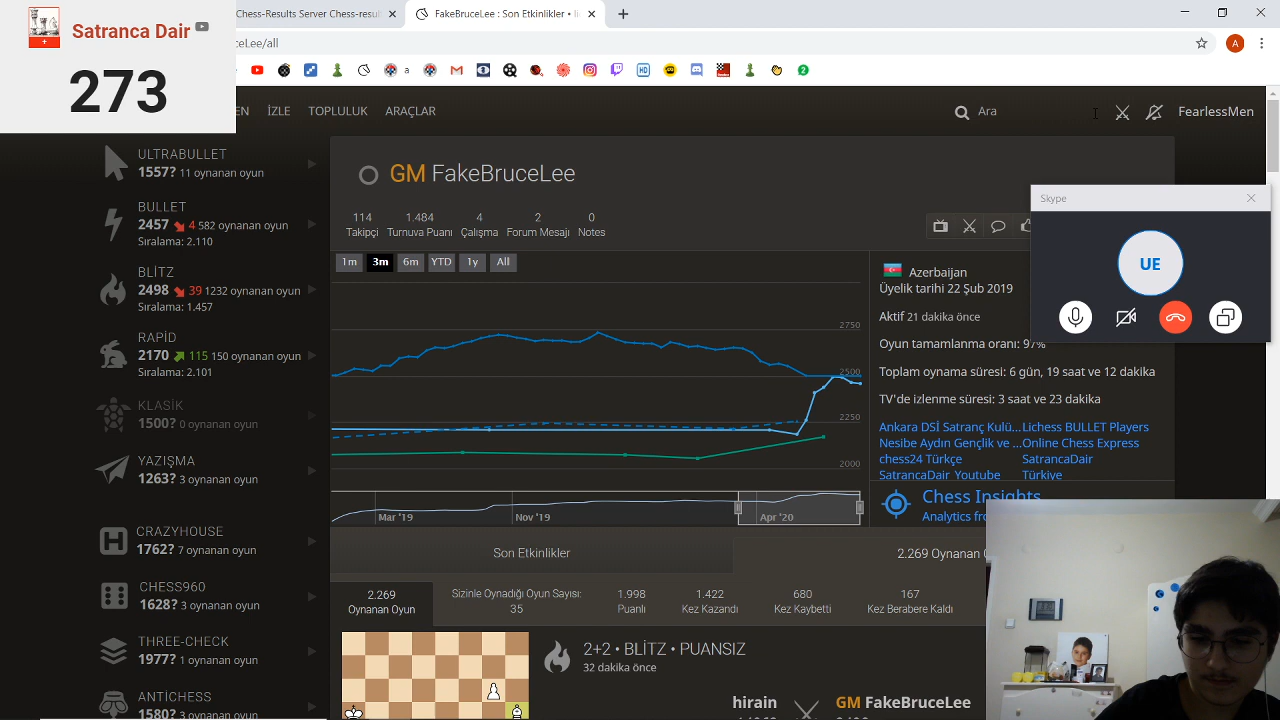 Satranca Dair
273
Chess-Results Server Chess-resul
FakeBruceLee : Son Etkinlikler • li
ceLee/all
a
A
EN
İZLE
TOPLULUK
ARAÇLAR
Ara
FearlessMen
ULTRABULLET
1557? 11 oynanan oyun
BULLET
2457 4 582 oynanan oyun
Sıralama: 2.110
BLİTZ
2498 39 1232 oynanan oyun
Sıralama: 1.457
RAPİD
2170 115 150 oynanan oyun
Sıralama: 2.101
KLASİK
1500? 0 oynanan oyun
YAZIŞMA
1263? 3 oynanan oyun
CRAZYHOUSE
1762? 7 oynanan oyun
CHESS960
1628? 3 oynanan oyun
THREE-CHECK
1977? 1 oynanan oyun
ANTİCHESS
1580? 3 oynanan oyun
GM FakeBruceLee
114
Takipçi
1.484
Turnuva Puanı
4
Çalışma
2
Forum Mesajı
0
Notes
1m
3m
6m
YTD
1y
All
2750
2500
2250
2000
Mar '19
Nov '19
Apr '20
Skype
UE
Azerbaijan
Üyelik tarihi 22 Şub 2019
Aktif 21 dakika önce
Oyun tamamlanma oranı: 97%
Toplam oynama süresi: 6 gün, 19 saat ve 12 dakika
TV'de izlenme süresi: 3 saat ve 23 dakika
Ankara DSİ Satranç Kulü...
Lichess BULLET Players
Nesibe Aydın Gençlik ve ...
Online Chess Express
chess24 Türkçe
SatrancaDair
SatrancaDair_Youtube
Türkiye
Chess Insights
Analytics fro
Son Etkinlikler
2.269 Oynanan O
2.269
Oynanan Oyun
Sizinle Oynadığı Oyun Sayısı:
35
1.998
Puanlı
1.422
Kez Kazandı
680
Kez Kaybetti
167
Kez Berabere Kaldı
2+2 • BLİTZ • PUANSIZ
32 dakika önce
hirain
GM FakeBruceLee